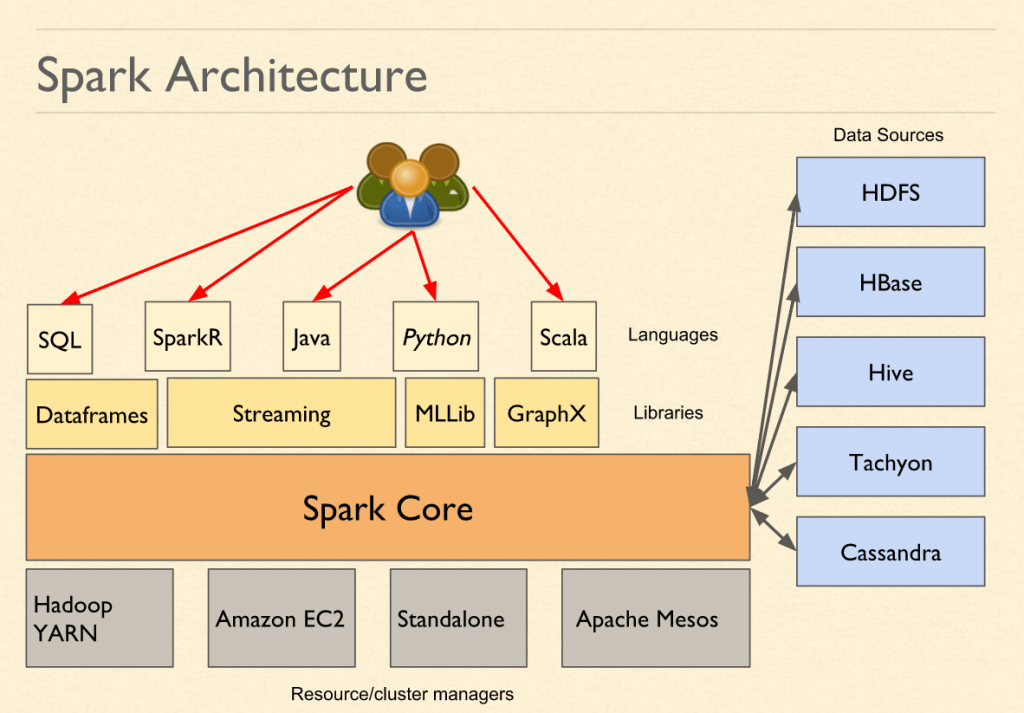 Spark Architecture
Data Sources
HDFS
HBase
Hive
Tachyon
Cassandra
SQL
SparkR
Java
Python
Scala
Languages
Dataframes
Streaming
MLLib
GraphX
Libraries
Spark Core
Hadoop
YARN
Amazon EC2
Standalone
Apache Mesos
Resource/cluster managers